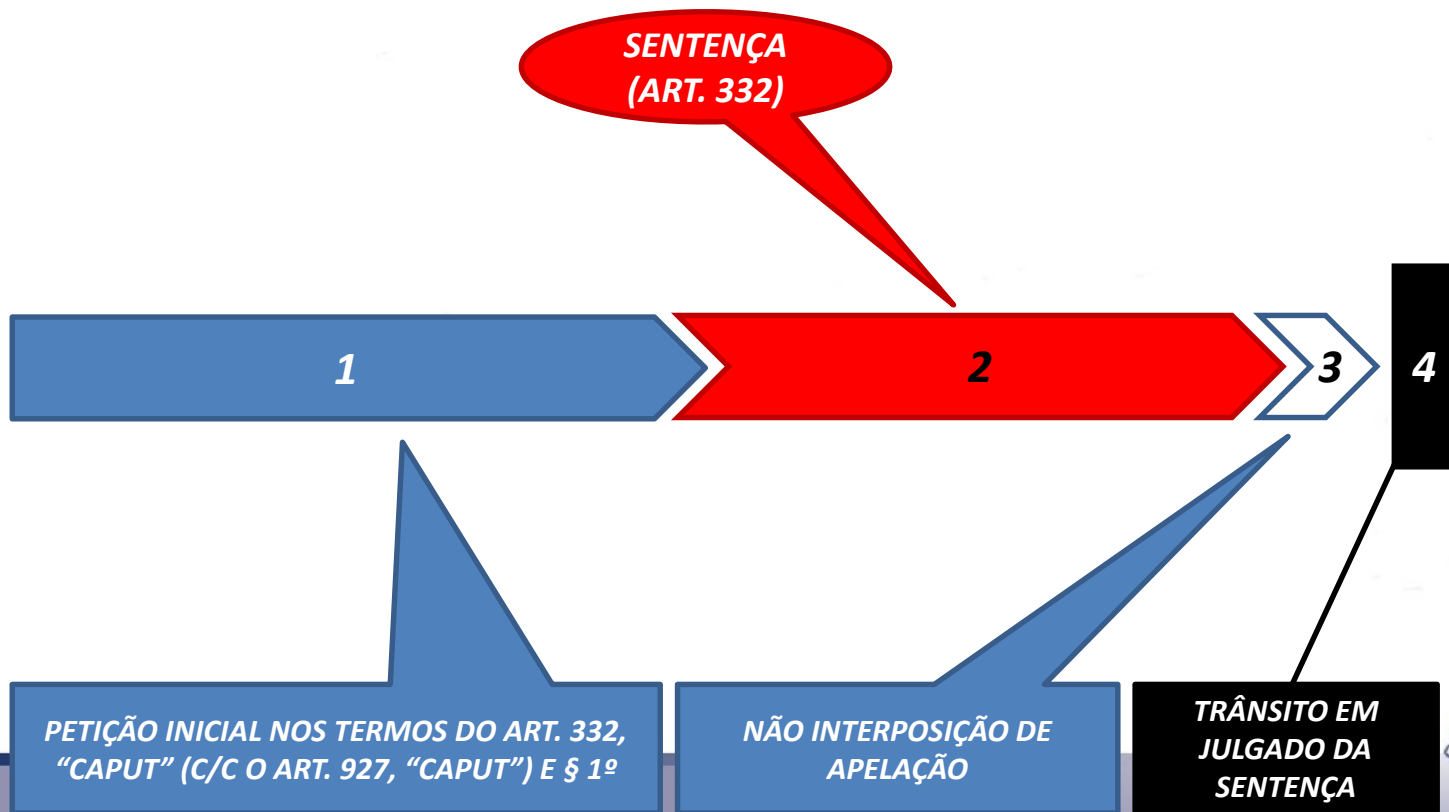 SENTENÇA
(ART. 332)
1
2
3
4
PETIÇÃO INICIAL NOS TERMOS DO ART. 332,
“CAPUT” (C/C O ART. 927, “CAPUT”) E § 1º
NÃO INTERPOSIÇÃO DE
APELAÇÃO
TRÂNSITO EM
JULGADO DA
SENTENÇA